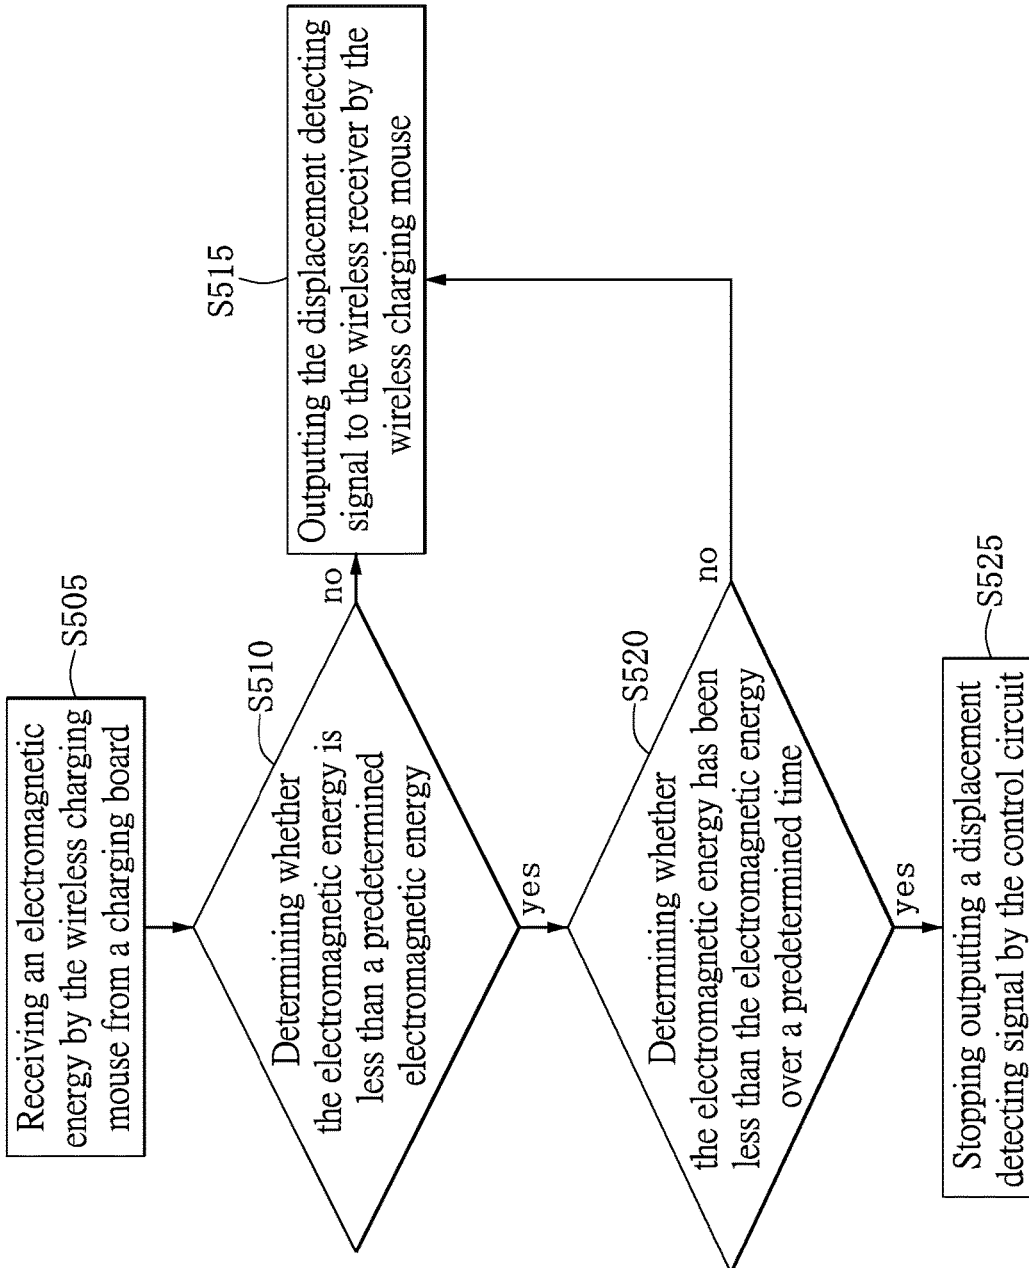 Receiving an electromagnetic
energy by the wireless charging
mouse from a charging board
S505
Determining whether
the electromagnetic energy is
less than a predetermined
electromagnetic energy
S510
no
yes
Outputting the displacement detecting
signal to the wireless receiver by the
wireless charging mouse
S515
Determining whether
the electromagnetic energy has been
less than the electromagnetic energy
over a predetermined time
S520
no
yes
Stopping outputting a displacement
detecting signal by the control circuit
S525